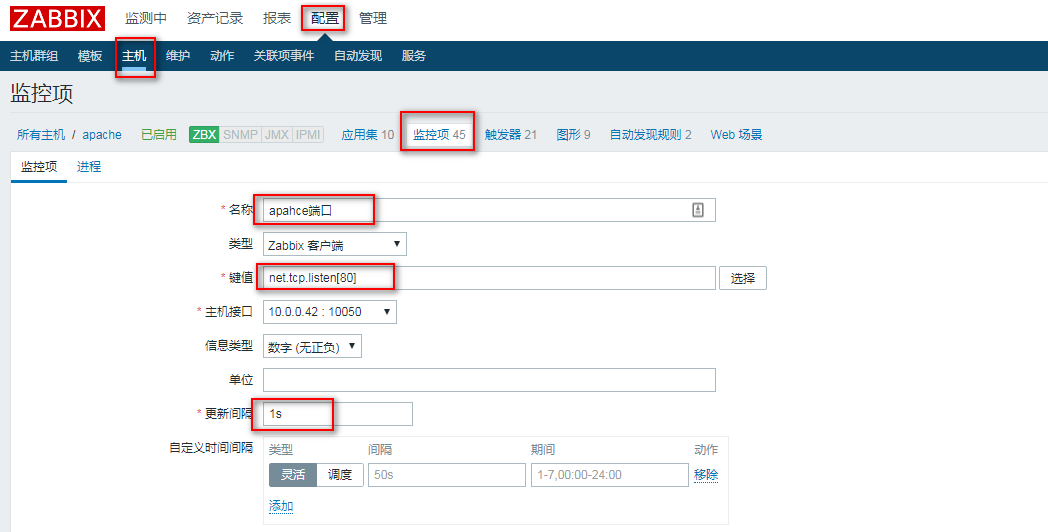 ZABBIX 监测中 资产记录 报表 配置 管理
主机群组 模板 主机 维护 动作 关联项事件 自动发现 服务
监控项
所有主机 / apache 已启用 ZBX SNMP JMX IPMI 应用集 10 监控项 45 触发器 21 图形 9 自动发现规则 2 Web 场景
监控项 进程
* 名称 apahce端口
类型 Zabbix 客户端
* 键值 net.tcp.listen[80] 选择
* 主机接口 10.0.0.42 : 10050
信息类型 数字 (无正负)
单位
* 更新间隔 1s
自定义时间间隔 类型 间隔 期间 动作
灵活 调度 50s 1-7,00:00-24:00 移除
添加